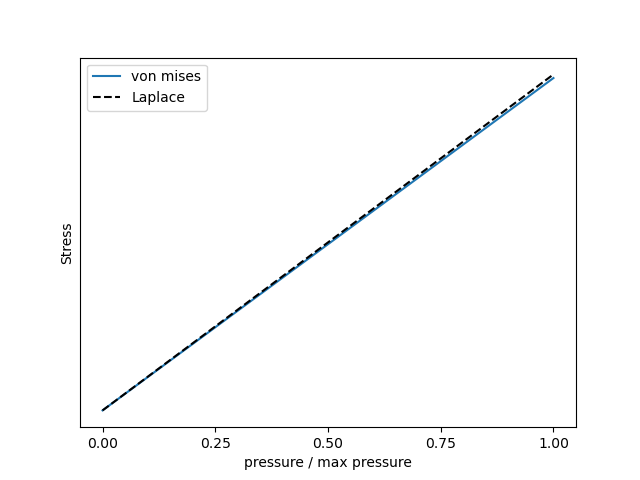 von mises
Laplace
Stress
0.00
0.25
0.50
0.75
1.00
pressure / max pressure